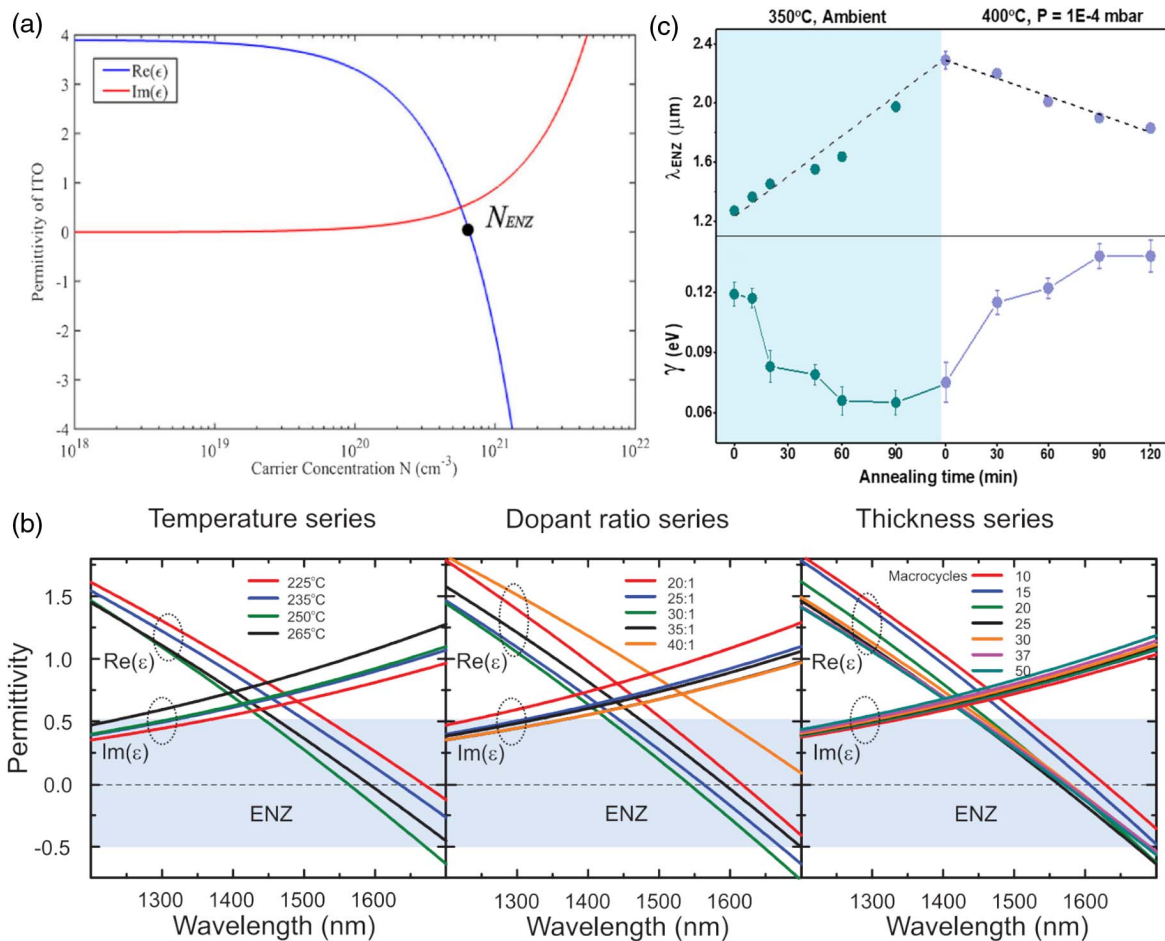 (a)
4
3
2
1
0
-1
-2
-3
-4
Re(ϵ)
Im(ϵ)
N_ENZ
Permittivity of ITO
10^18
10^19
10^20
10^21
10^22
Carrier Concentration N (cm^-3)
(c)
350°C, Ambient
400°C, P = 1E-4 mbar
2.4
2.0
1.6
1.2
λ_ENZ (μm)
0.12
0.09
0.06
γ (eV)
0 30 60 90 0 30 60 90 120
Annealing time (min)
(b)
Temperature series
Dopant ratio series
Thickness series
1.5
1.0
0.5
0.0
-0.5
Permittivity
225°C
235°C
250°C
265°C
Re(ε)
Im(ε)
ENZ
1300 1400 1500 1600
Wavelength (nm)
20:1
25:1
30:1
35:1
40:1
Re(ε)
Im(ε)
ENZ
1300 1400 1500 1600
Wavelength (nm)
Macrocycles
10
15
20
25
30
37
50
Re(ε)
Im(ε)
ENZ
1300 1400 1500 1600
Wavelength (nm)